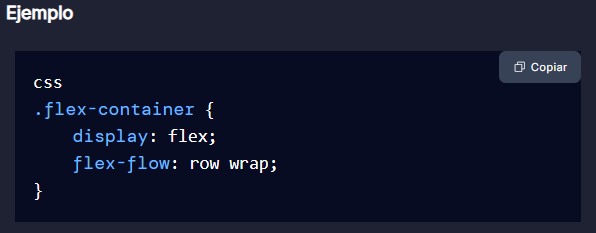 Ejemplo
Copiar
css
.flex-container {
display: flex;
flex-flow: row wrap;
}